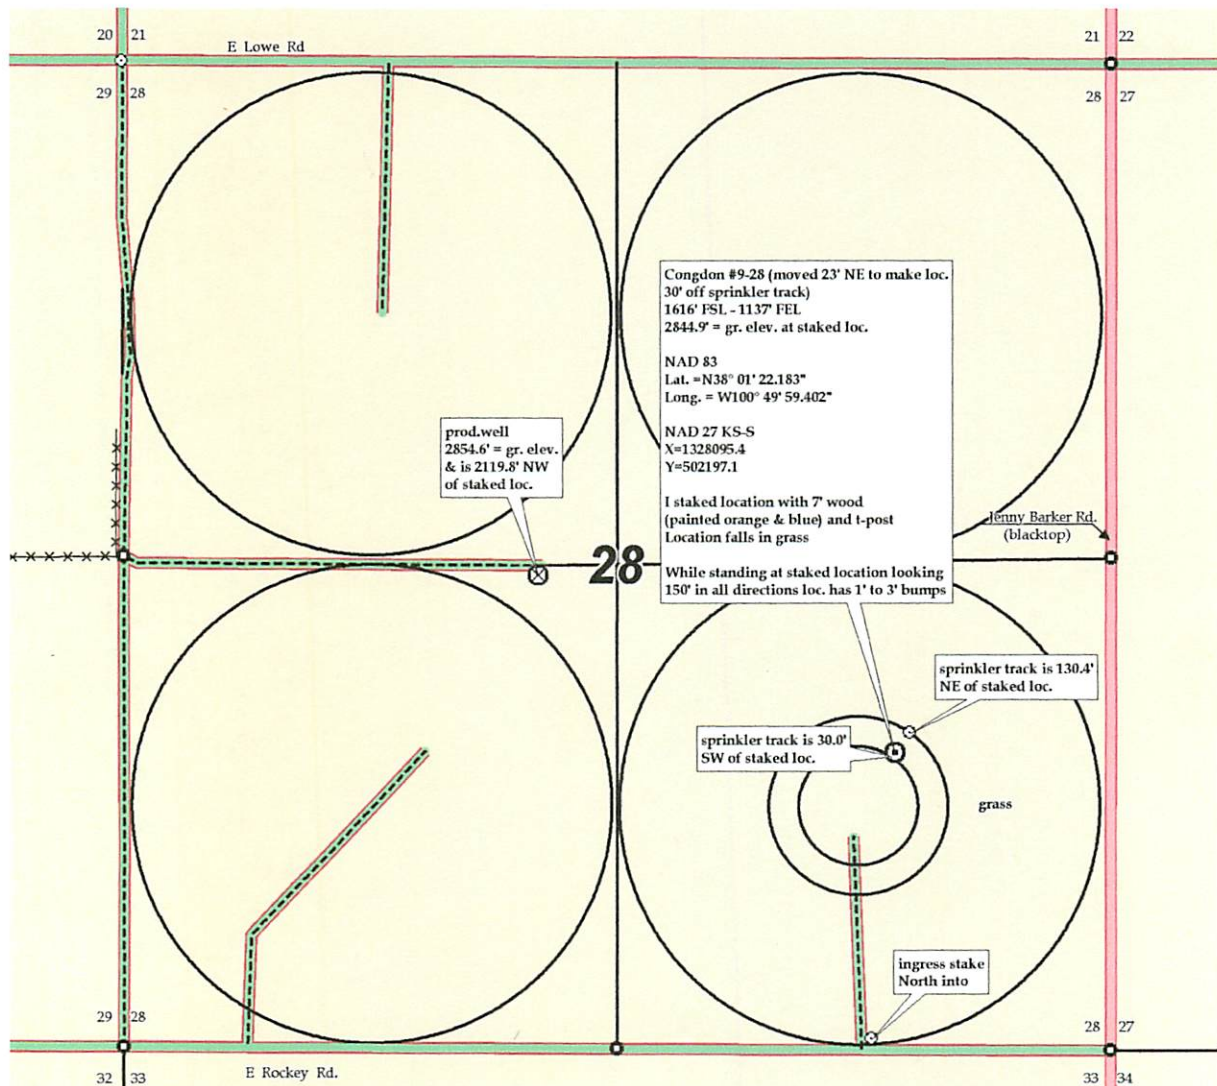 20 21
E Lowe Rd
21 22
29 28
28 27
Congdon #9-28 (moved 23' NE to make loc.
30' off sprinkler track)
1616' FSL - 1137' FEL
2844.9' = gr. elev. at staked loc.
NAD 83
Lat. =N38° 01' 22.183"
Long. = W100° 49' 59.402"
NAD 27 KS-S
X=1328095.4
Y=502197.1
I staked location with 7' wood
(painted orange & blue) and t-post
Location falls in grass
While standing at staked location looking
150' in all directions loc. has 1' to 3' bumps
prod.well
2854.6' = gr. elev.
& is 2119.8' NW
of staked loc.
Jenny Barker Rd.
(blacktop)
28
sprinkler track is 130.4'
NE of staked loc.
sprinkler track is 30.0'
SW of staked loc.
grass
ingress stake
North into
29 28
28 27
E Rockey Rd.
32 33
33 34